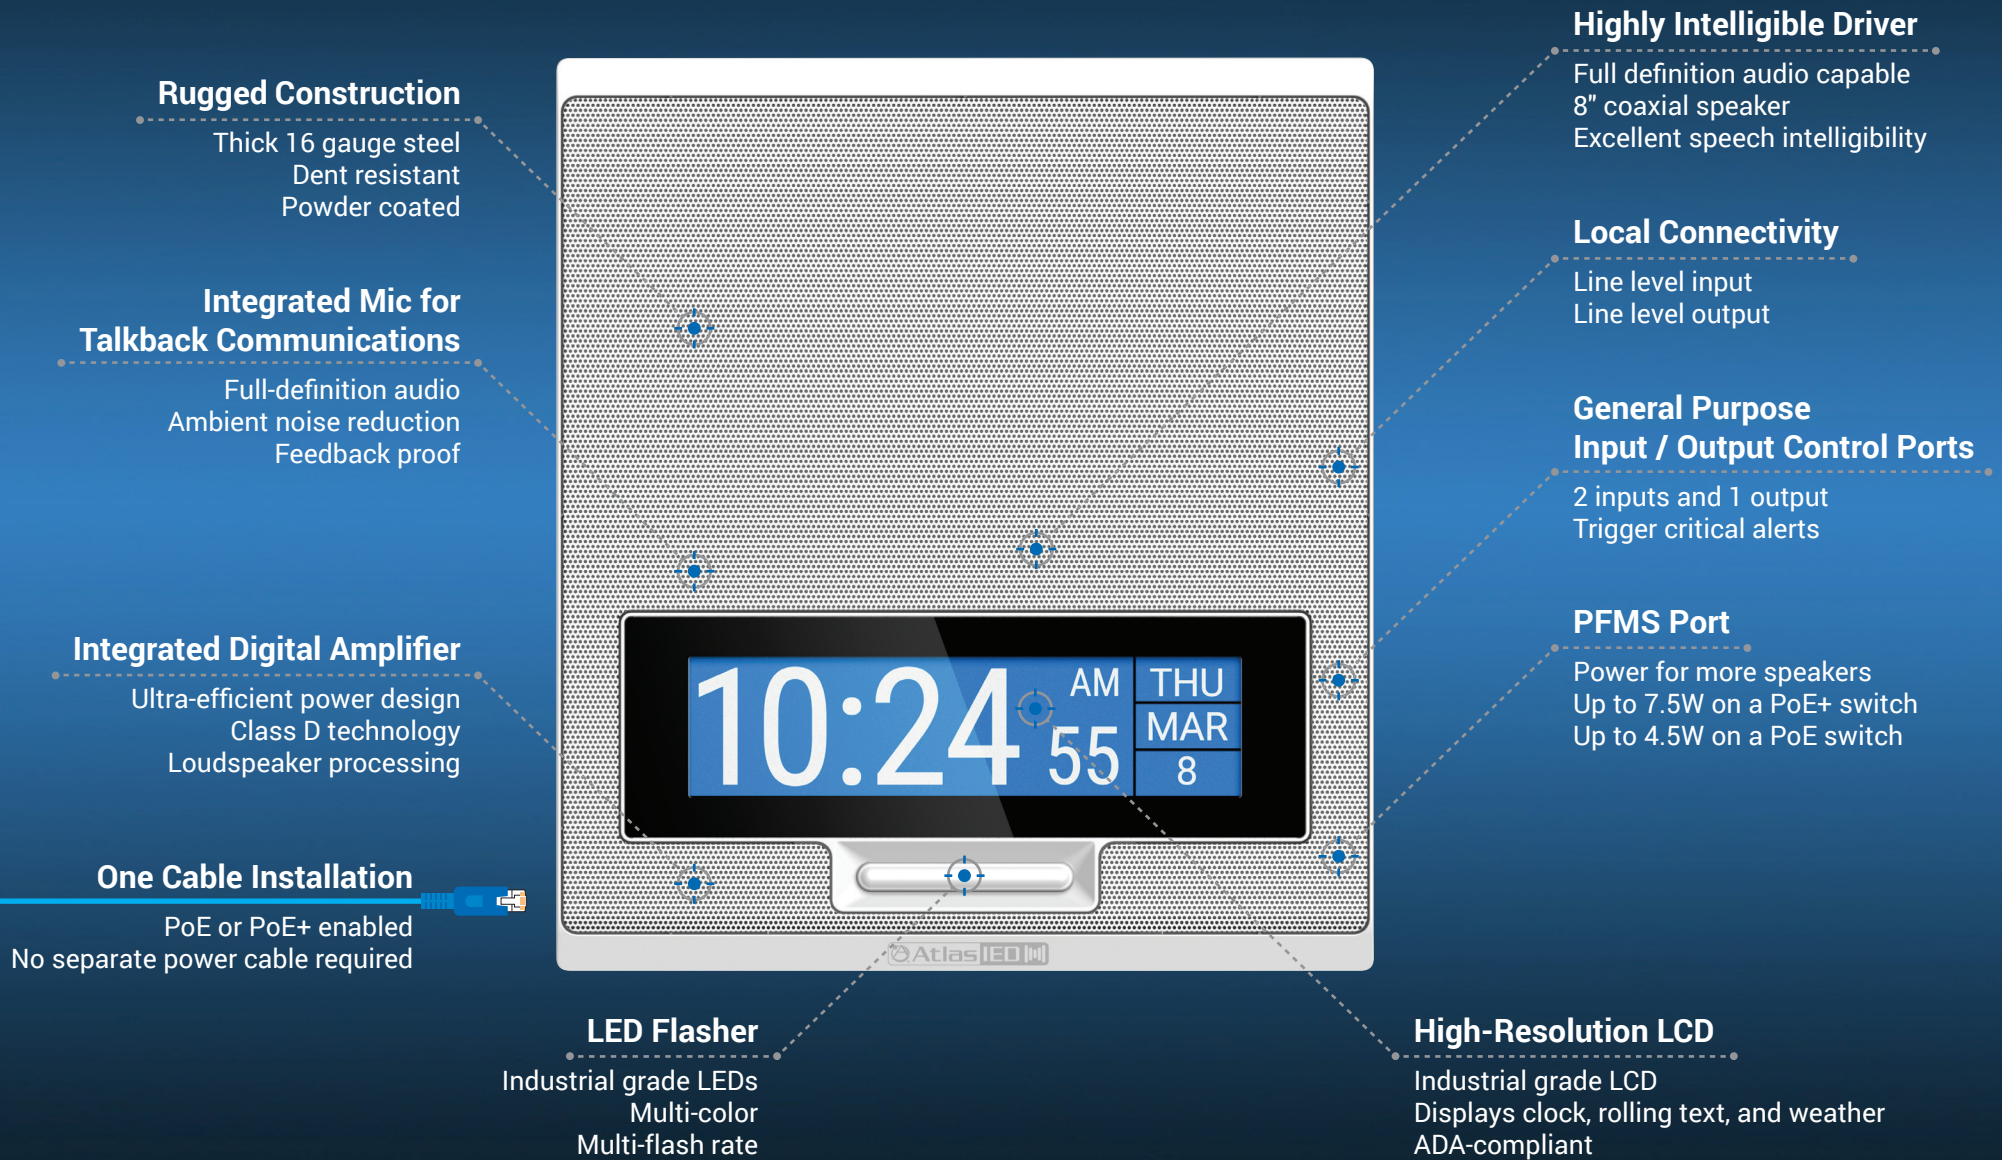 Rugged Construction
Thick 16 gauge steel
Dent resistant
Powder coated
Integrated Mic for
Talkback Communications
Full-definition audio
Ambient noise reduction
Feedback proof
Integrated Digital Amplifier
Ultra-efficient power design
Class D technology
Loudspeaker processing
One Cable Installation
PoE or PoE+ enabled
No separate power cable required
10:24
AM
55
THU
MAR
8
AtlasIED
LED Flasher
Industrial grade LEDs
Multi-color
Multi-flash rate
Highly Intelligible Driver
Full definition audio capable
8" coaxial speaker
Excellent speech intelligibility
Local Connectivity
Line level input
Line level output
General Purpose
Input / Output Control Ports
2 inputs and 1 output
Trigger critical alerts
PFMS Port
Power for more speakers
Up to 7.5W on a PoE+ switch
Up to 4.5W on a PoE switch
High-Resolution LCD
Industrial grade LCD
Displays clock, rolling text, and weather
ADA-compliant